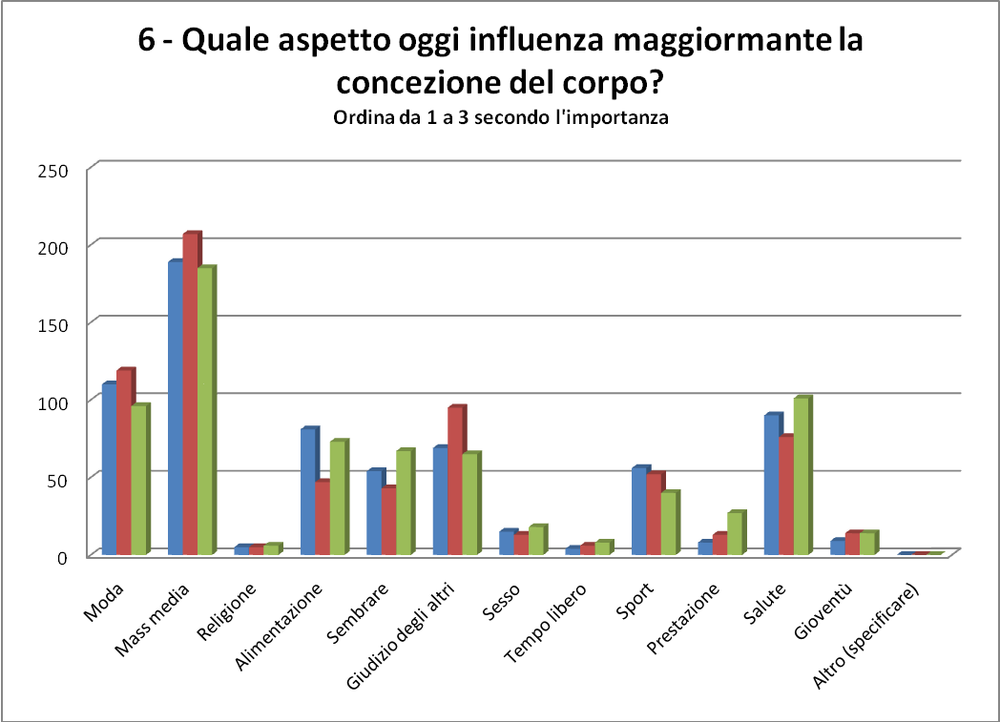 6 - Quale aspetto oggi influenza maggiormante la
concezione del corpo?
Ordina da 1 a 3 secondo l'importanza
250
200
150
100
50
0
Moda
Mass media
Religione
Alimentazione
Sembrare
Giudizio degli altri
Sesso
Tempo libero
Sport
Prestazione
Salute
Gioventù
Altro (specificare)